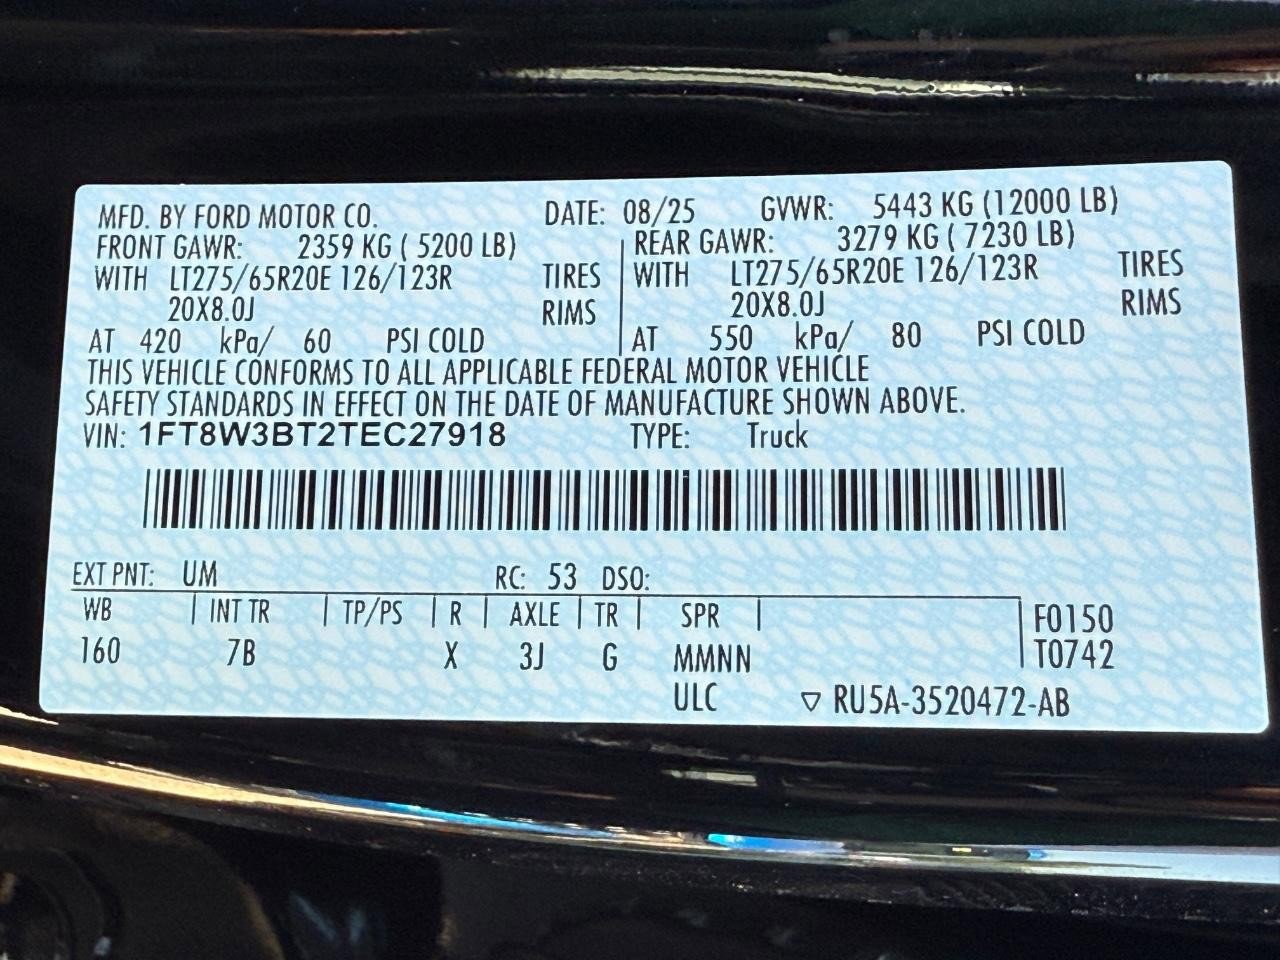 MFD. BY FORD MOTOR CO. DATE: 08/25 GVWR: 5443 KG (12000 LB)
FRONT GAWR: 2359 KG ( 5200 LB) REAR GAWR: 3279 KG ( 7230 LB)
WITH LT275/65R20E 126/123R TIRES WITH LT275/65R20E 126/123R TIRES
20X8.0J RIMS 20X8.0J RIMS
AT 420 kPa/ 60 PSI COLD AT 550 kPa/ 80 PSI COLD
THIS VEHICLE CONFORMS TO ALL APPLICABLE FEDERAL MOTOR VEHICLE
SAFETY STANDARDS IN EFFECT ON THE DATE OF MANUFACTURE SHOWN ABOVE.
VIN: 1FT8W3BT2TEC27918 TYPE: Truck
EXT PNT: UM RC: 53 DSO:
WB INT TR TP/PS R AXLE TR SPR F0150
160 7B X 3J G MMNN T0742
ULC ▽ RU5A-3520472-AB